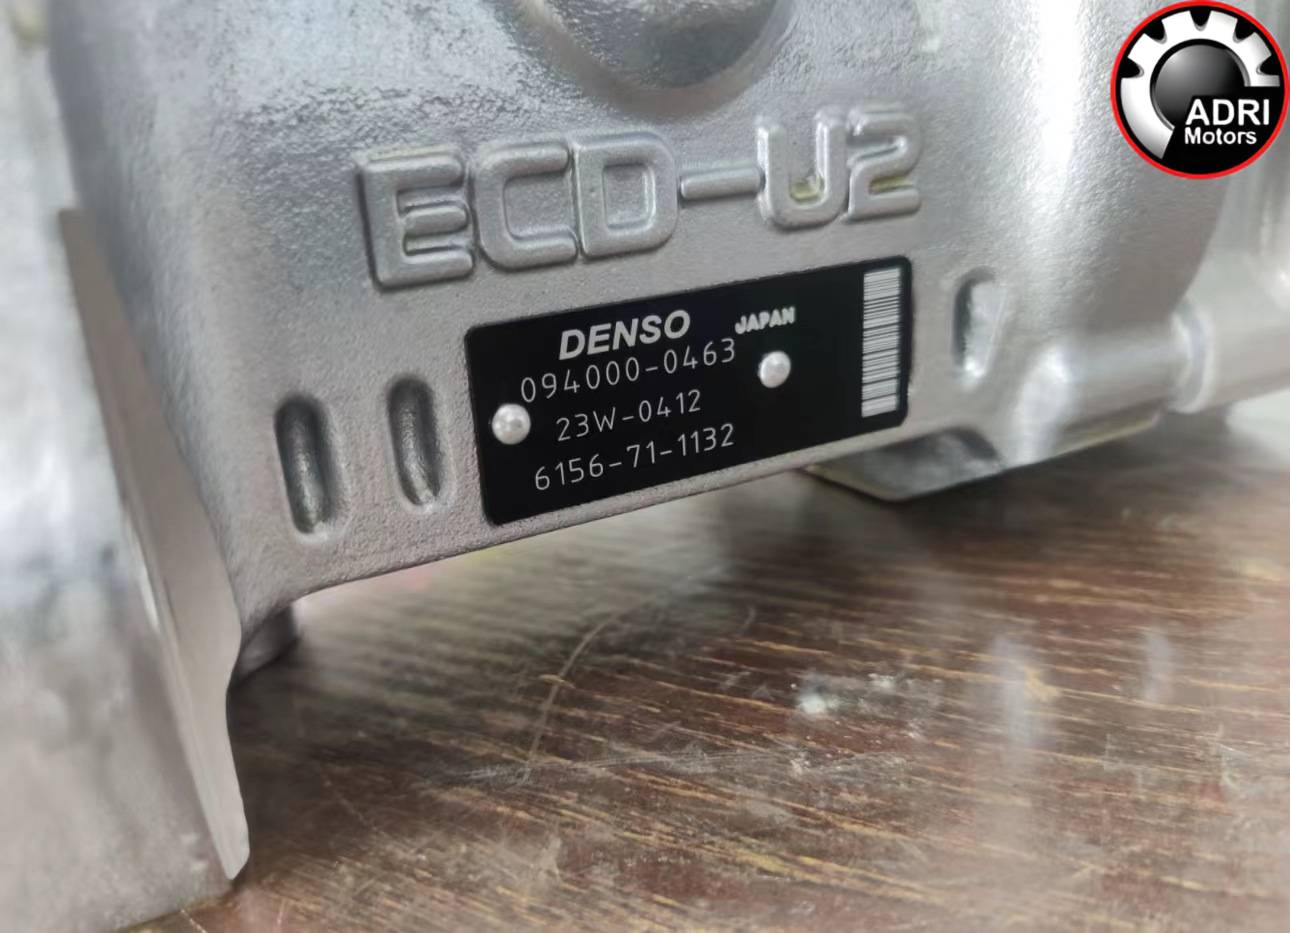 ADRI
Motors
ECD-U2
DENSO JAPAN
094000-0463
23W-0412
6156-71-1132